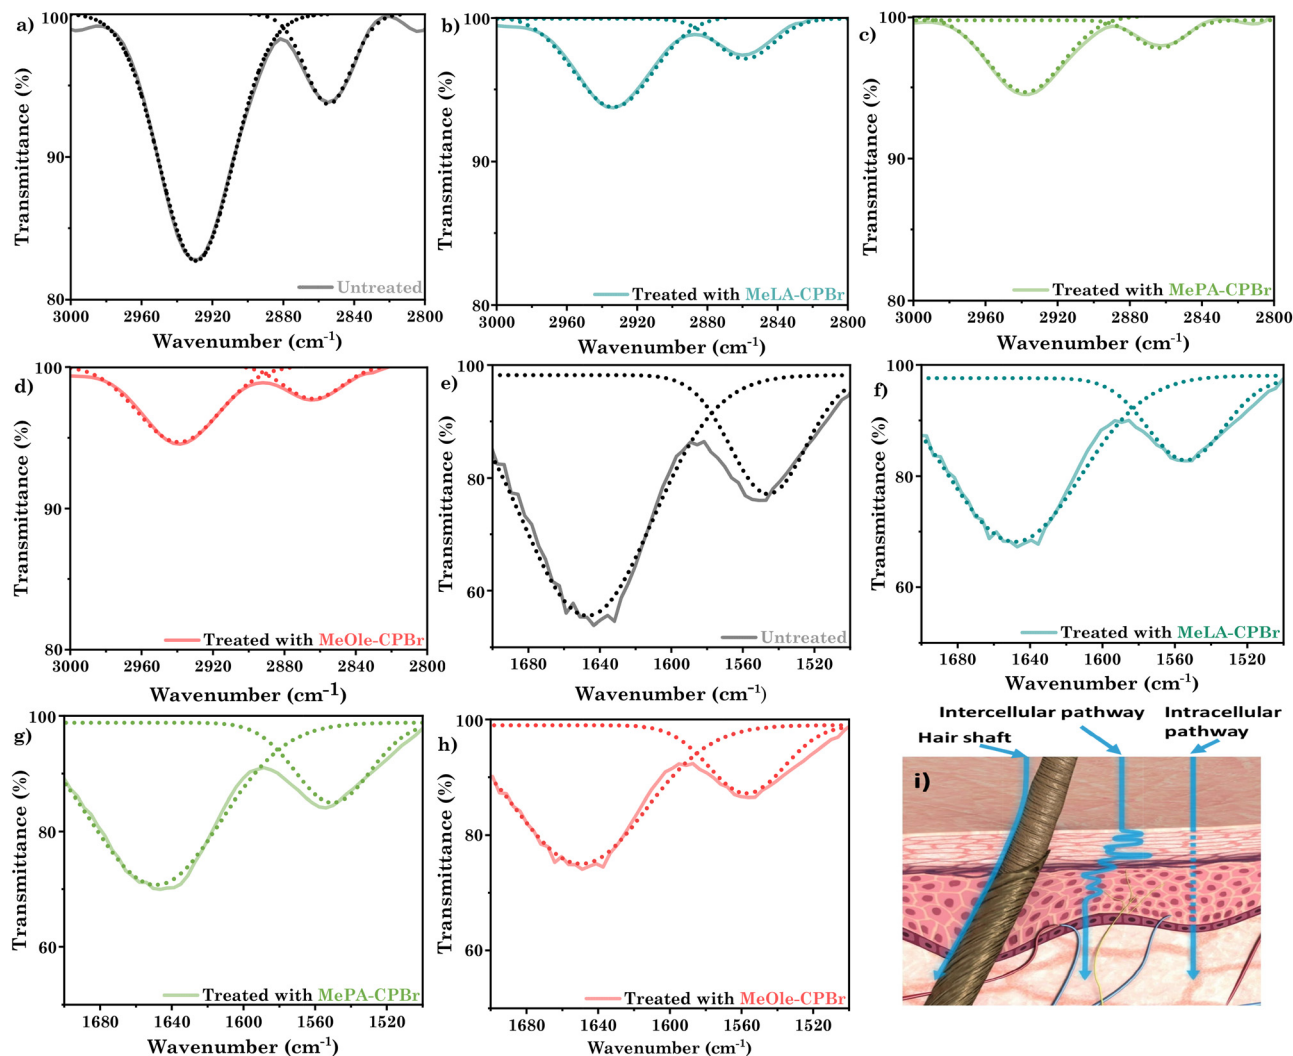 a)
100
90
80
3000
2960
2920
2880
2840
2800
Transmittance (%)
Wavenumber (cm⁻¹)
Untreated
b)
100
90
80
3000
2960
2920
2880
2840
2800
Transmittance (%)
Wavenumber (cm⁻¹)
Treated with MeLA-CPBr
c)
100
90
80
3000
2960
2920
2880
2840
2800
Transmittance (%)
Wavenumber (cm⁻¹)
Treated with MePA-CPBr
d)
100
90
80
3000
2960
2920
2880
2840
2800
Transmittance (%)
Wavenumber (cm⁻¹)
Treated with MeOle-CPBr
e)
100
80
60
1680
1640
1600
1560
1520
Transmittance (%)
Wavenumber (cm⁻¹)
Untreated
f)
100
80
60
1680
1640
1600
1560
1520
Transmittance (%)
Wavenumber (cm⁻¹)
Treated with MeLA-CPBr
g)
100
80
60
1680
1640
1600
1560
1520
Transmittance (%)
Wavenumber (cm⁻¹)
Treated with MePA-CPBr
h)
100
80
60
1680
1640
1600
1560
1520
Transmittance (%)
Wavenumber (cm⁻¹)
Treated with MeOle-CPBr
Intercellular pathway
Intracellular
pathway
Hair shaft
i)